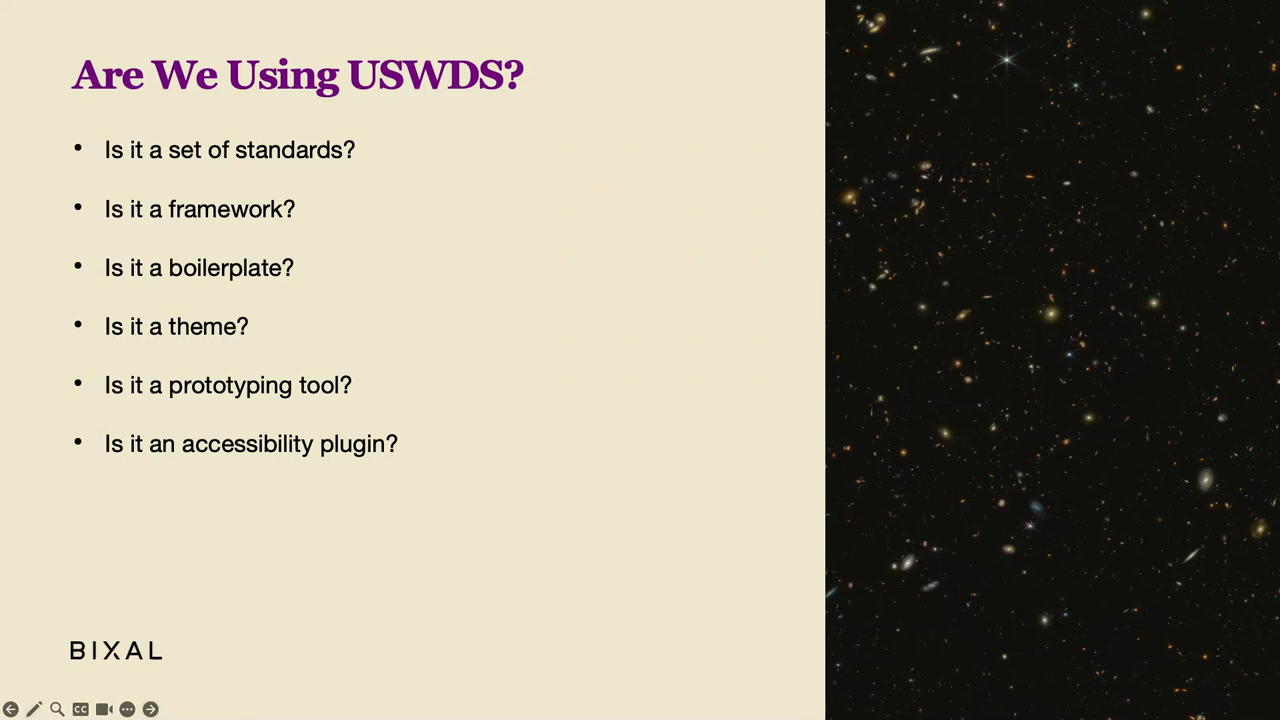 Are We Using USWDS?
• Is it a set of standards?
• Is it a framework?
• Is it a boilerplate?
• Is it a theme?
• Is it a prototyping tool?
• Is it an accessibility plugin?
BIXAL
CC